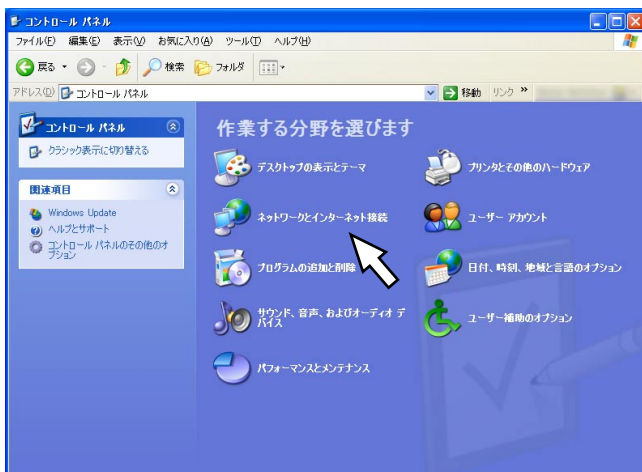 コントロール パネル
ファイル(F) 編集(E) 表示(V) お気に入り(A) ツール(T) ヘルプ(H)
戻る 検索 フォルダ
アドレス(D) コントロール パネル 移動 リンク »
コントロール パネル
クラシック表示に切り替える
関連項目
Windows Update
ヘルプとサポート
コントロール パネルのその他のオ
プション
作業する分野を選びます
デスクトップの表示とテーマ
プリンタとその他のハードウェア
ネットワークとインターネット接続
ユーザー アカウント
プログラムの追加と削除
日付、時刻、地域と言語のオプション
サウンド、音声、およびオーディオ デ
バイス
ユーザー補助のオプション
パフォーマンスとメンテナンス